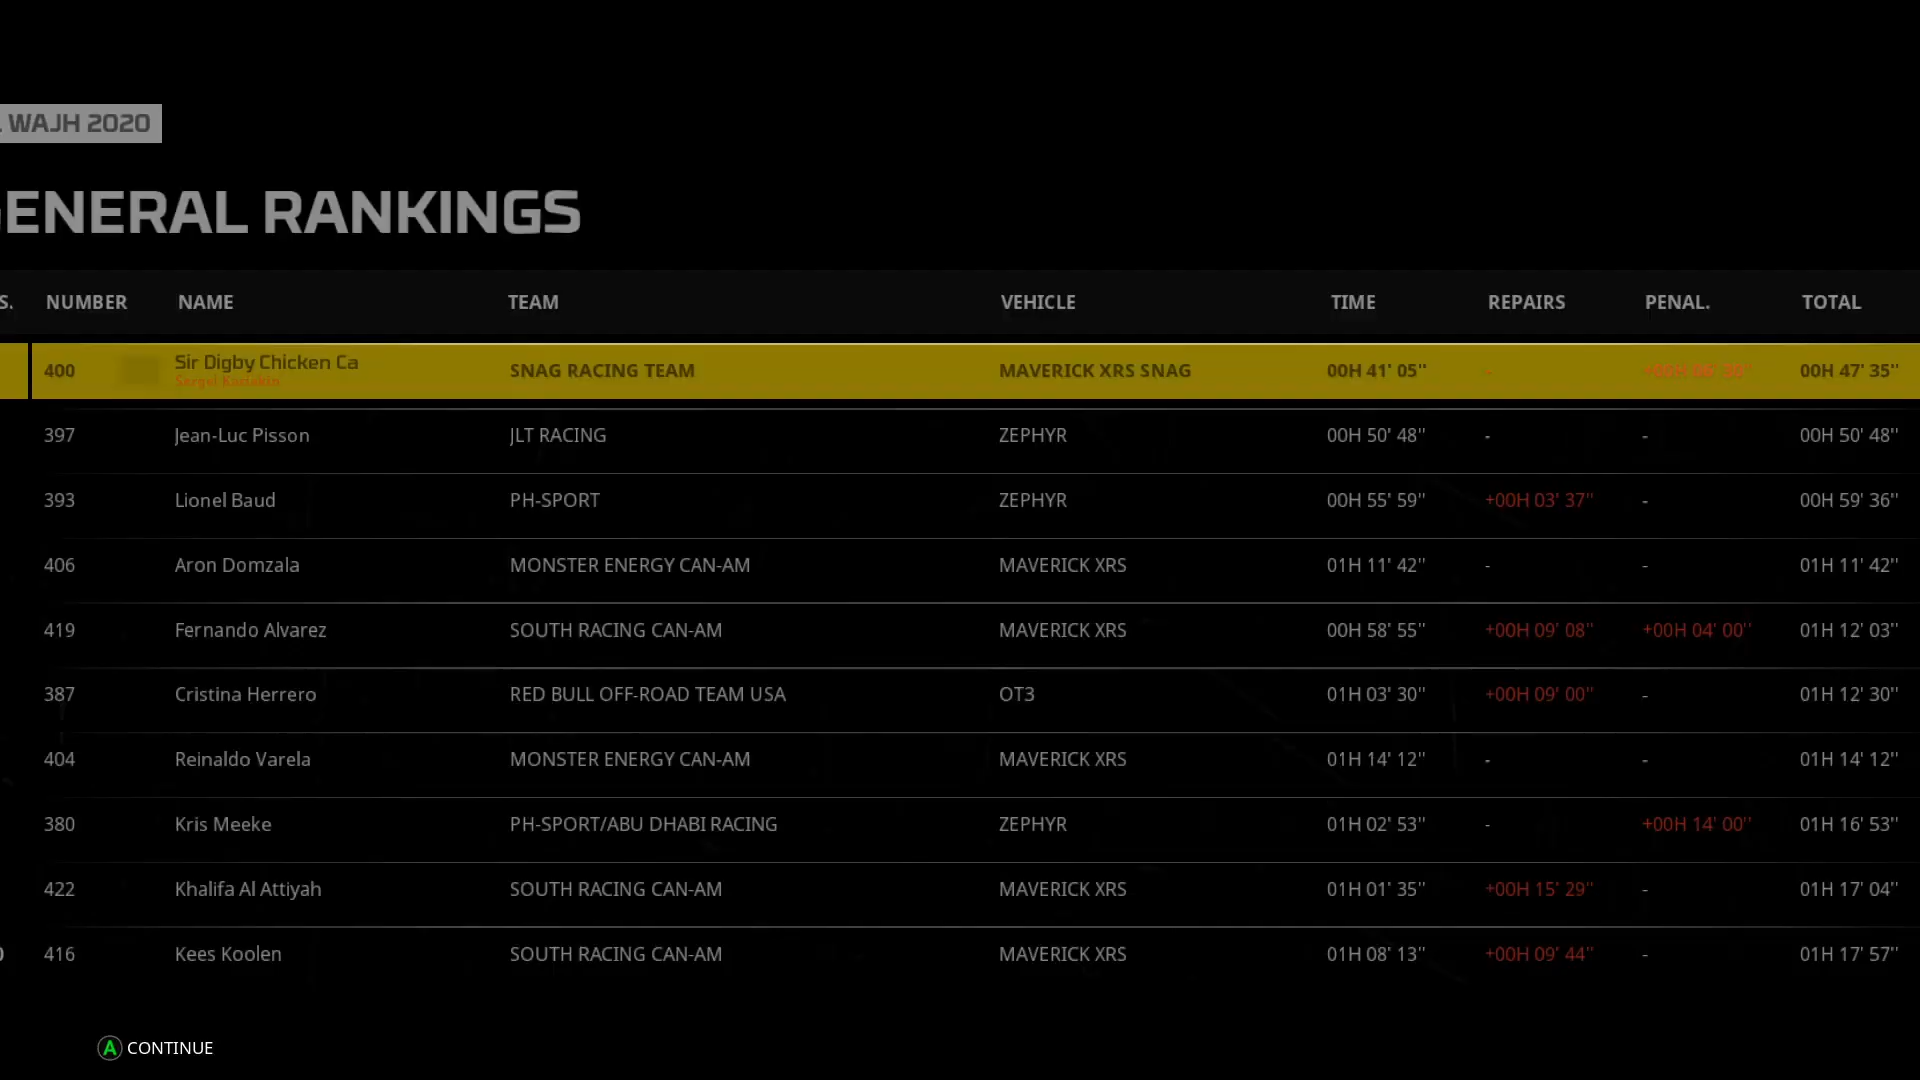 WAJH 2020
GENERAL RANKINGS
S. NUMBER NAME TEAM VEHICLE TIME REPAIRS PENAL. TOTAL
400 Sir Digby Chicken Ca SNAG RACING TEAM MAVERICK XRS SNAG 00H 41' 05'' - +00H 06' 30'' 00H 47' 35''
397 Jean-Luc Pisson JLT RACING ZEPHYR 00H 50' 48'' - - 00H 50' 48''
393 Lionel Baud PH-SPORT ZEPHYR 00H 55' 59'' +00H 03' 37'' - 00H 59' 36''
406 Aron Domzala MONSTER ENERGY CAN-AM MAVERICK XRS 01H 11' 42'' - - 01H 11' 42''
419 Fernando Alvarez SOUTH RACING CAN-AM MAVERICK XRS 00H 58' 55'' +00H 09' 08'' +00H 04' 00'' 01H 12' 03''
387 Cristina Herrero RED BULL OFF-ROAD TEAM USA OT3 01H 03' 30'' +00H 09' 00'' - 01H 12' 30''
404 Reinaldo Varela MONSTER ENERGY CAN-AM MAVERICK XRS 01H 14' 12'' - - 01H 14' 12''
380 Kris Meeke PH-SPORT/ABU DHABI RACING ZEPHYR 01H 02' 53'' - +00H 14' 00'' 01H 16' 53''
422 Khalifa Al Attiyah SOUTH RACING CAN-AM MAVERICK XRS 01H 01' 35'' +00H 15' 29'' - 01H 17' 04''
416 Kees Koolen SOUTH RACING CAN-AM MAVERICK XRS 01H 08' 13'' +00H 09' 44'' - 01H 17' 57''
A CONTINUE